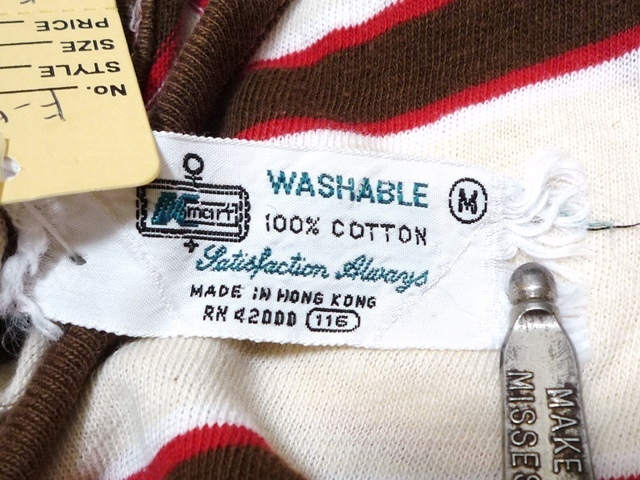 No.
STYLE
SIZE
PRICE
WASHABLE
M
Kmart
100% COTTON
Satisfaction Always
MADE IN HONG KONG
RN 42000 116
MAKE
MISSES